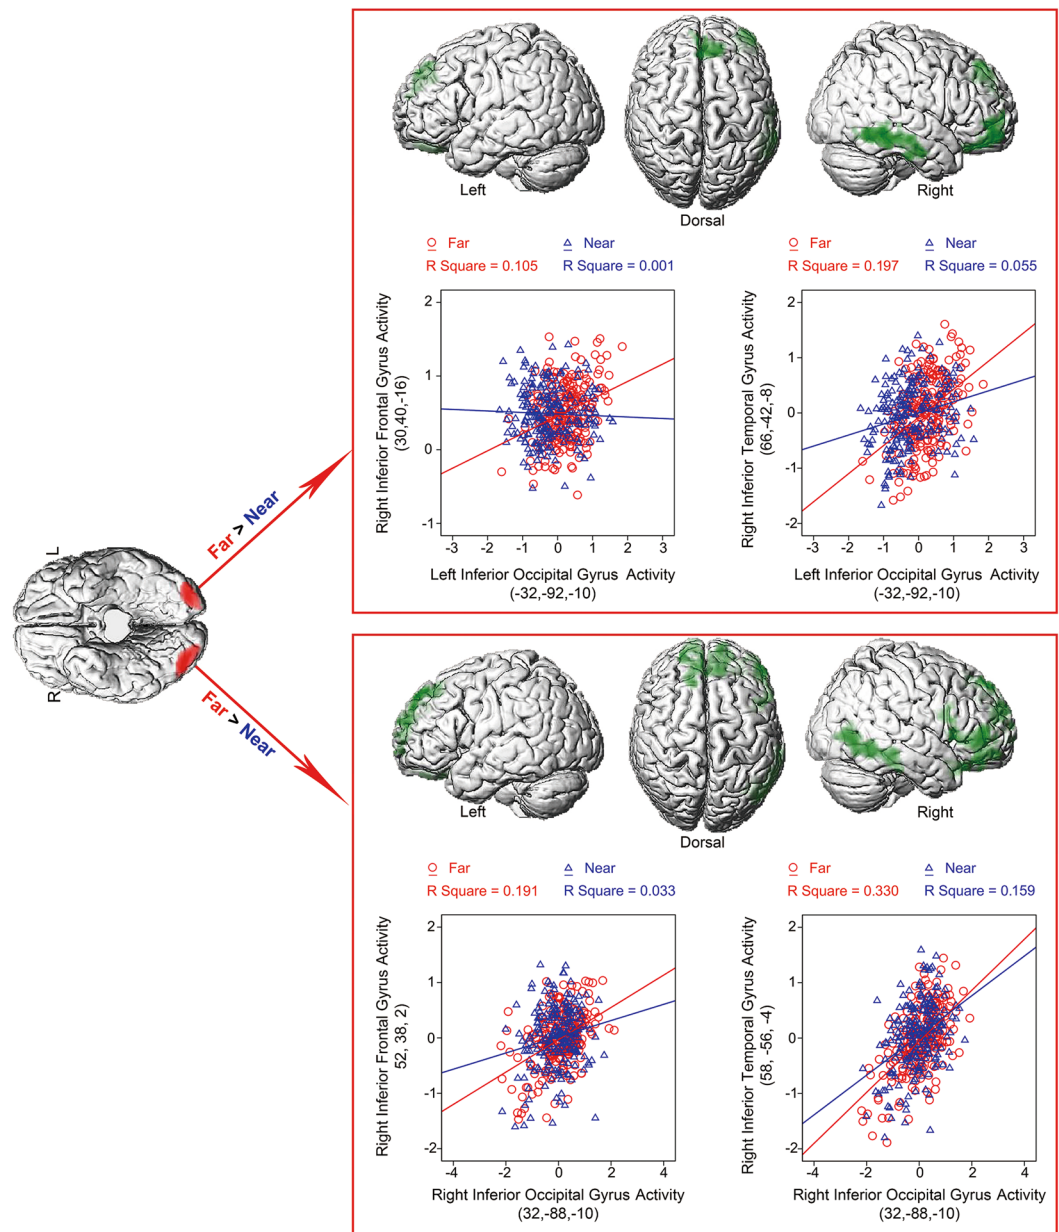 Left
Dorsal
Right
Far
Near
R Square = 0.105
R Square = 0.001
Far
Near
R Square = 0.197
R Square = 0.055
Right Inferior Frontal Gyrus Activity
(30,40,-16)
2
1
0
-1
-3
-2
-1
0
1
2
3
Left Inferior Occipital Gyrus Activity
(-32,-92,-10)
Right Inferior Temporal Gyrus Activity
(66,-42,-8)
2
1
0
-1
-2
-3
-2
-1
0
1
2
3
Left Inferior Occipital Gyrus Activity
(-32,-92,-10)
Far > Near
L
R
Far > Near
Left
Dorsal
Right
Far
Near
R Square = 0.191
R Square = 0.033
Far
Near
R Square = 0.330
R Square = 0.159
Right Inferior Frontal Gyrus Activity
52, 38, 2)
2
1
0
-1
-2
-4
-2
0
2
4
Right Inferior Occipital Gyrus Activity
(32,-88,-10)
Right Inferior Temporal Gyrus Activity
(58, -56, -4)
2
1
0
-1
-2
-4
-2
0
2
4
Right Inferior Occipital Gyrus Activity
(32,-88,-10)